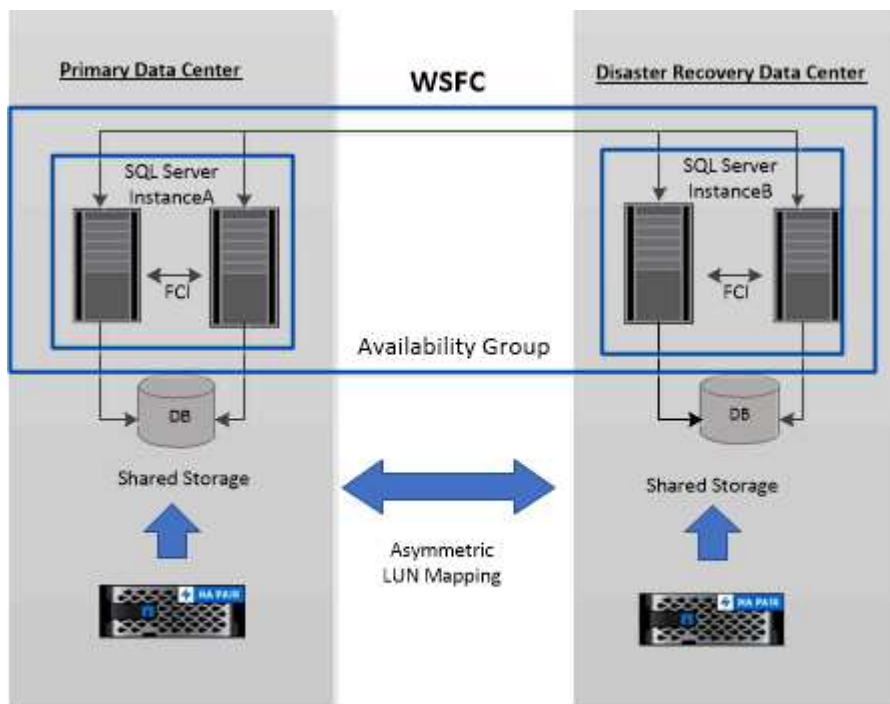 Primary Data Center
WSFC
Disaster Recovery Data Center
SQL Server
InstanceA
FCI
SQL Server
InstanceB
FCI
Availability Group
DB
DB
Shared Storage
Shared Storage
Asymmetric
LUN Mapping
HA PAIR
HA PAIR